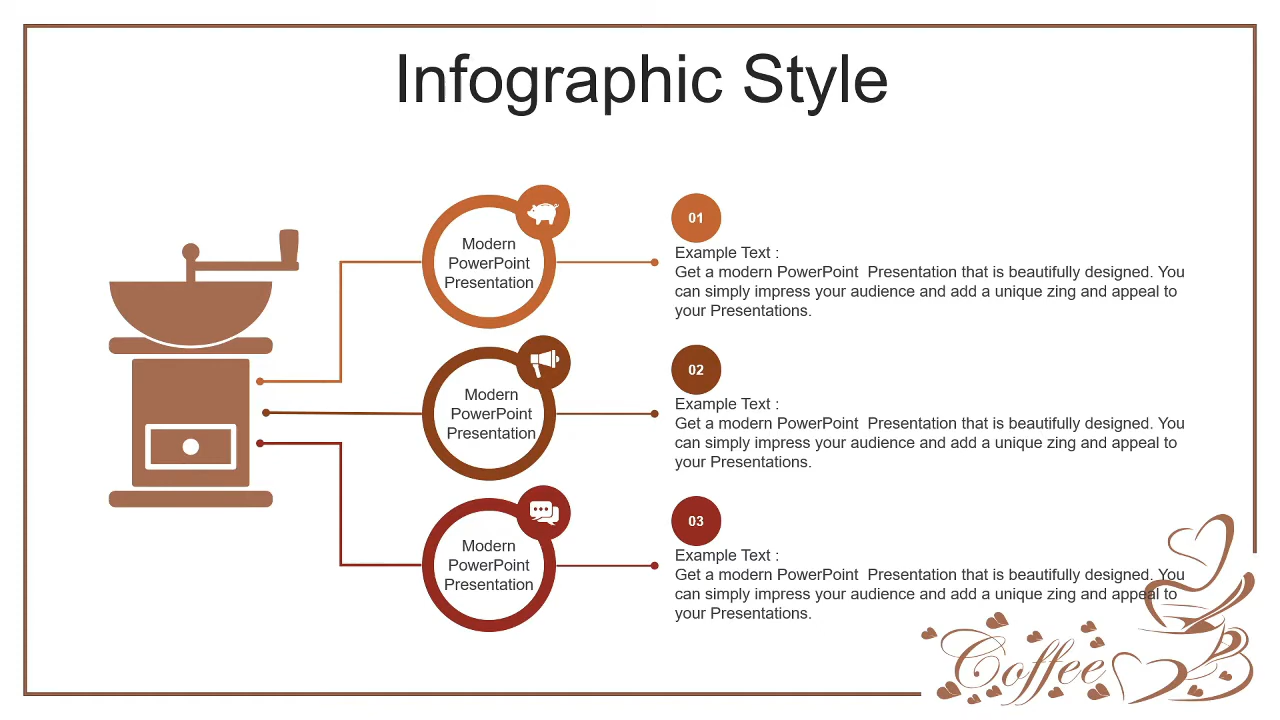 Infographic Style
Modern
PowerPoint
Presentation
01
Example Text :
Get a modern PowerPoint  Presentation that is beautifully designed. You
can simply impress your audience and add a unique zing and appeal to
your Presentations.
Modern
PowerPoint
Presentation
02
Example Text :
Get a modern PowerPoint  Presentation that is beautifully designed. You
can simply impress your audience and add a unique zing and appeal to
your Presentations.
Modern
PowerPoint
Presentation
03
Example Text :
Get a modern PowerPoint  Presentation that is beautifully designed. You
can simply impress your audience and add a unique zing and appeal to
your Presentations.
Coffee